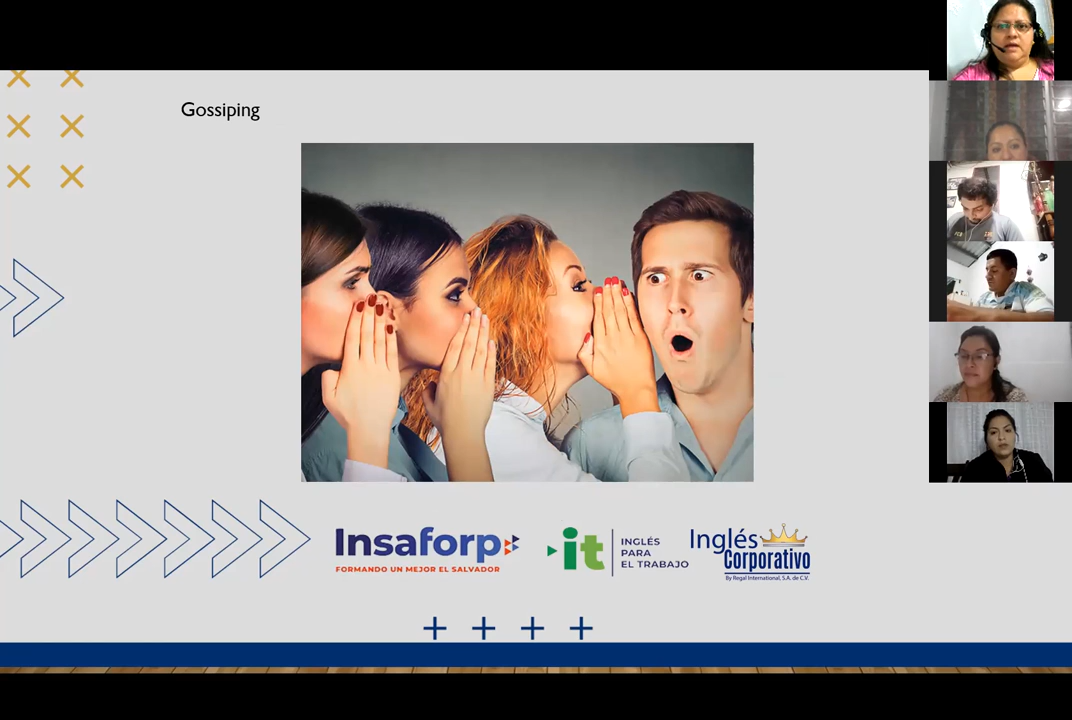 Gossiping
Insaforp
FORMANDO UN MEJOR EL SALVADOR
it
INGLÉS
PARA
EL TRABAJO
Inglés
Corporativo
By Regal International, S.A. de C.V.